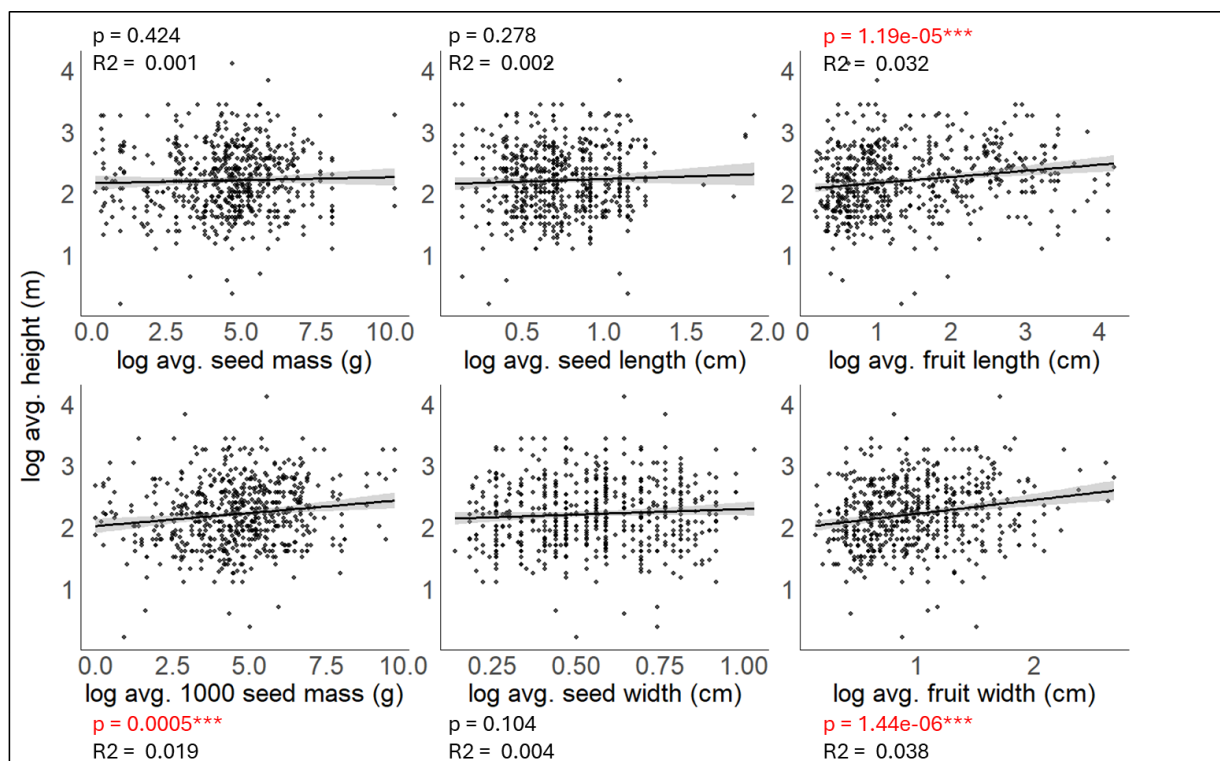 p = 0.424
R2 = 0.001
p = 0.278
R2 = 0.002
p = 1.19e-05***
R2 = 0.032
log avg. height (m)
4
3
2
1
0.0 2.5 5.0 7.5 10.0
log avg. seed mass (g)
0.5 1.0 1.5 2.0
log avg. seed length (cm)
0 1 2 3 4
log avg. fruit length (cm)
4
3
2
1
4
3
2
1
4
3
2
1
0.0 2.5 5.0 7.5 10.0
log avg. 1000 seed mass (g)
4
3
2
1
0.25 0.50 0.75 1.00
log avg. seed width (cm)
4
3
2
1
1 2
log avg. fruit width (cm)
p = 0.0005***
R2 = 0.019
p = 0.104
R2 = 0.004
p = 1.44e-06***
R2 = 0.038